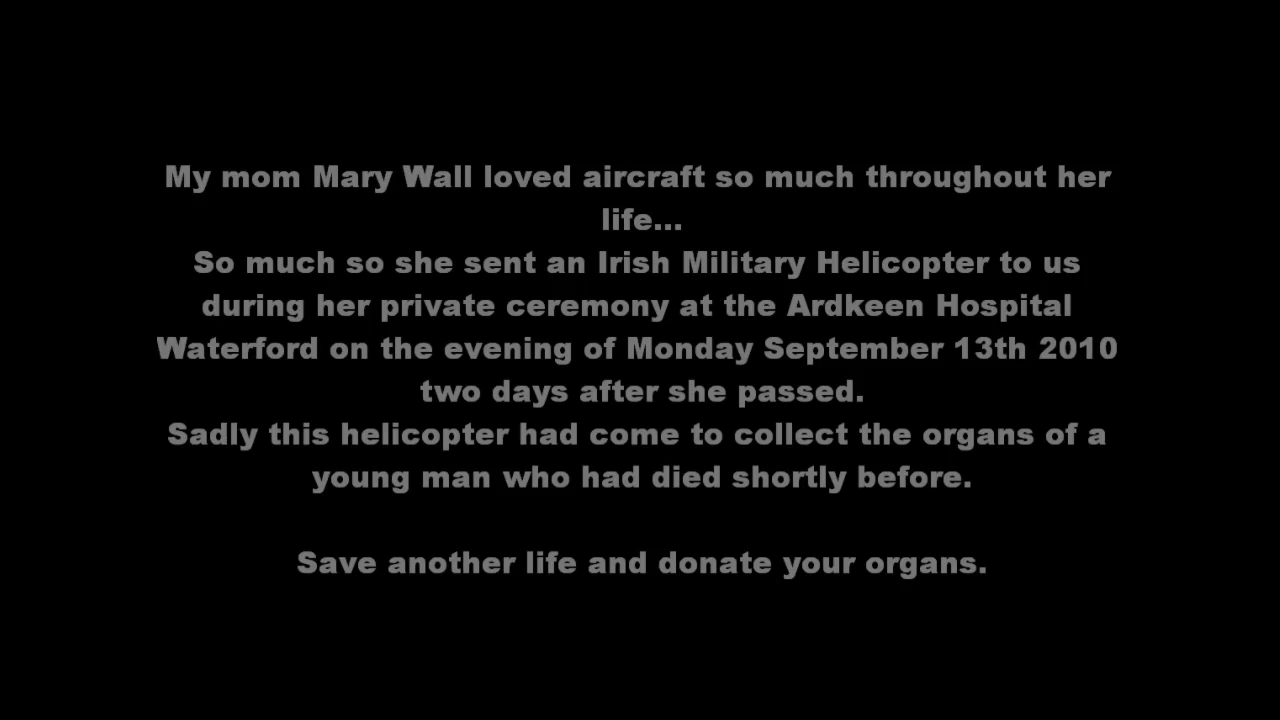 My mom Mary Wall loved aircraft so much throughout her
life...
So much so she sent an Irish Military Helicopter to us
during her private ceremony at the Ardkeen Hospital
Waterford on the evening of Monday September 13th 2010
two days after she passed.
Sadly this helicopter had come to collect the organs of a
young man who had died shortly before.
Save another life and donate your organs.